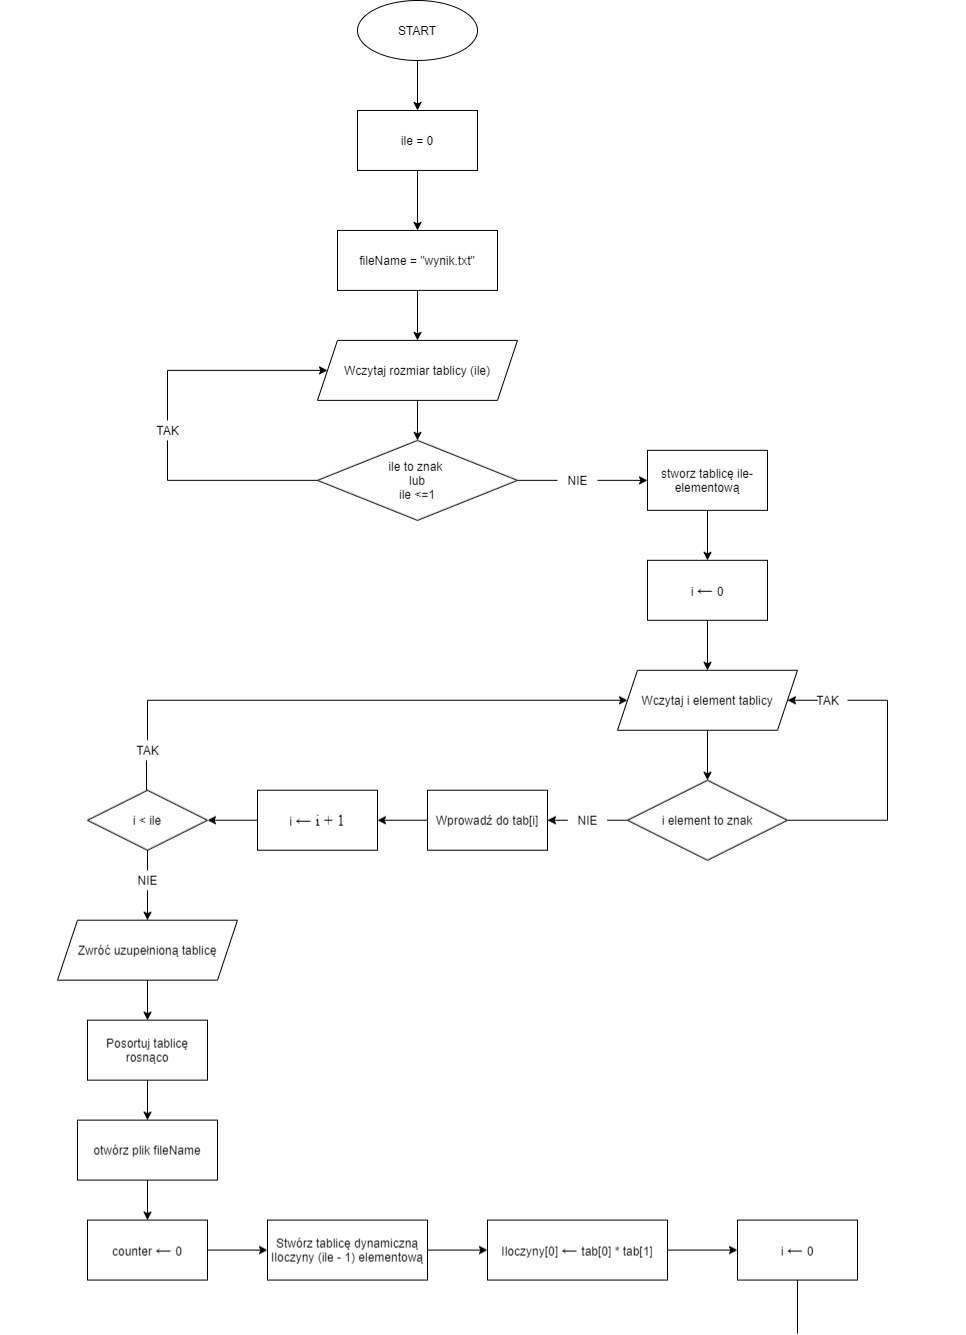 START
ile = 0
fileName = "wynik.txt"
Wczytaj rozmiar tablicy (ile)
TAK
ile to znak
lub
ile <=1
NIE
stworz tablicę ile-
elementową
i ← 0
Wczytaj i element tablicy
TAK
TAK
i < ile
i ← i + 1
Wprowadź do tab[i]
NIE
i element to znak
NIE
Zwróć uzupełnioną tablicę
Posortuj tablicę
rosnąco
otwórz plik fileName
counter ← 0
Stwórz tablicę dynamiczną
Iloczyny (ile - 1) elementową
Iloczyny[0] ← tab[0] * tab[1]
i ← 0